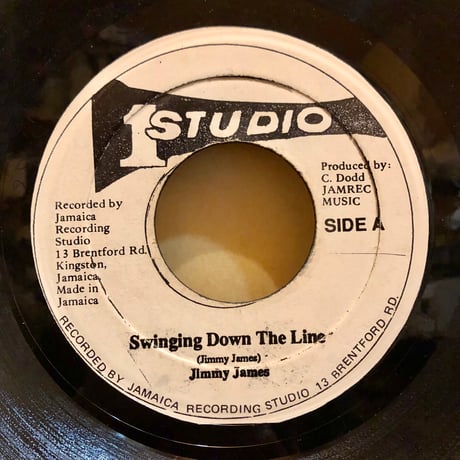 1 STUDIO
Produced by:
C. Dodd
JAMREC
MUSIC
SIDE A
Recorded by
Jamaica
Recording
Studio
13 Brentford Rd.
Kingston,
Jamaica
Made in
Jamaica
Swinging Down The Line
(Jimmy James)
Jimmy James
RECORDED BY JAMAICA RECORDING STUDIO 13 BRENTFORD RD.